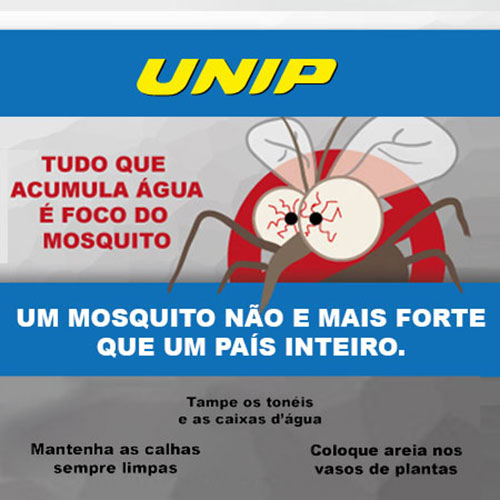 UNIP
TUDO QUE
ACUMULA ÁGUA
É FOCO DO
MOSQUITO
UM MOSQUITO NÃO E MAIS FORTE
QUE UM PAÍS INTEIRO.
Tampe os tonéis
e as caixas d'água
Mantenha as calhas
sempre limpas
Coloque areia nos
vasos de plantas